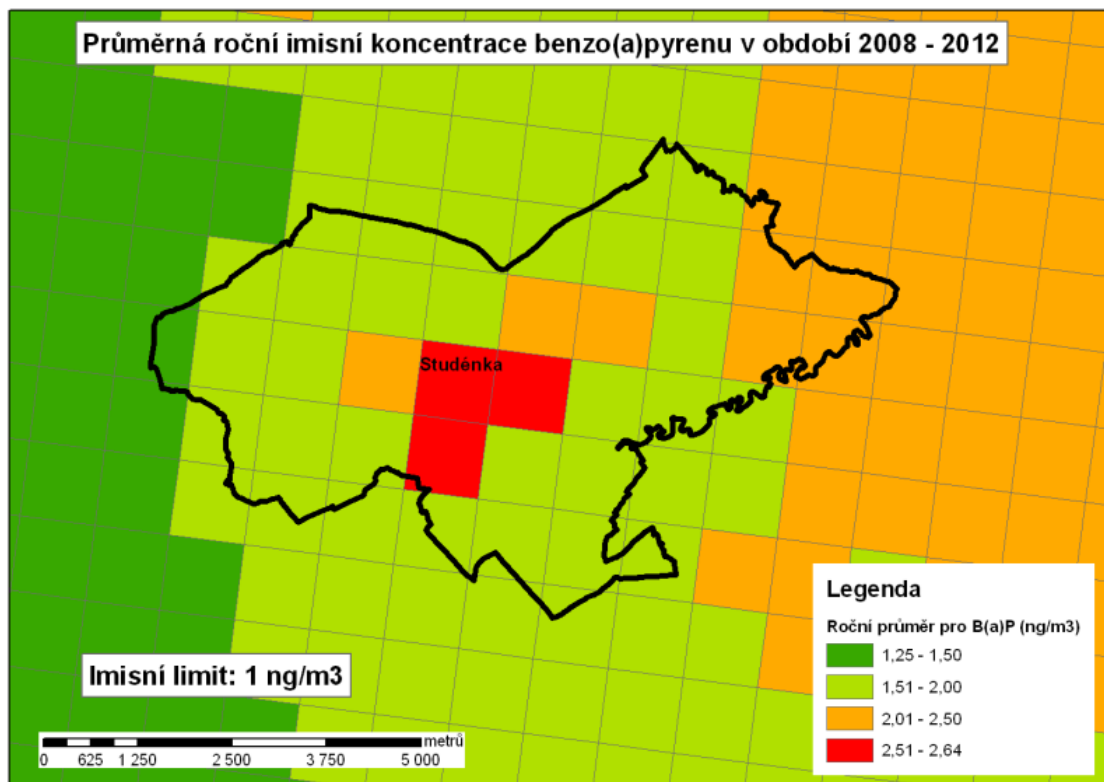 Průměrná roční imisní koncentrace benzo(a)pyrenu v období 2008 - 2012
Studénka
Legenda
Roční průměr pro B(a)P (ng/m3)
1,25 - 1,50
1,51 - 2,00
2,01 - 2,50
2,51 - 2,64
Imisní limit: 1 ng/m3
metrů
0 625 1 250 2 500 3 750 5 000